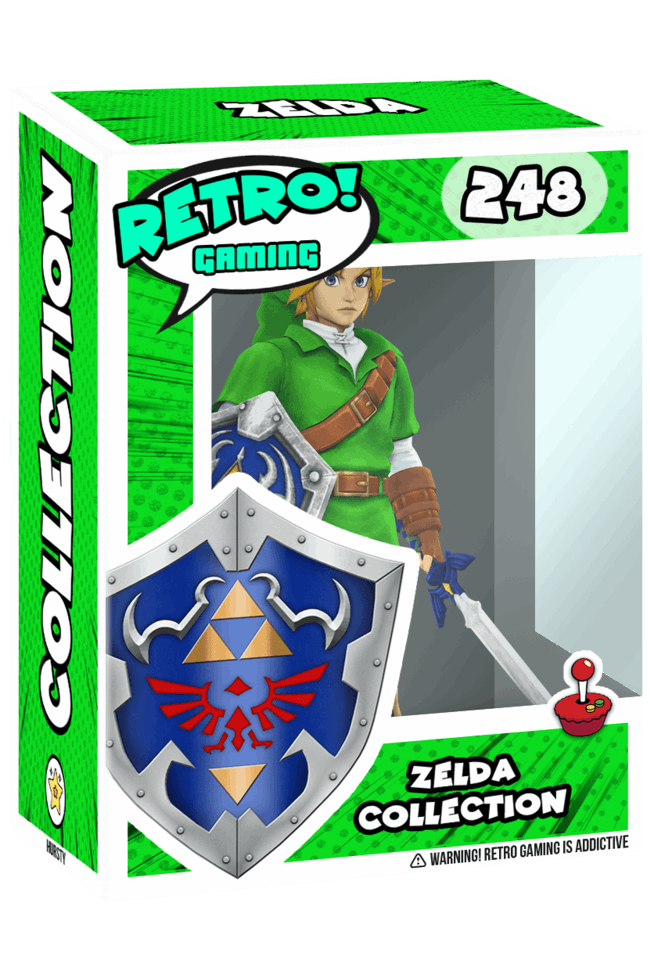 ZELDA
COLLECTION
RETRO!
GAMING
248
ZELDA
COLLECTION
WARNING! RETRO GAMING IS ADDICTIVE
HURSTY